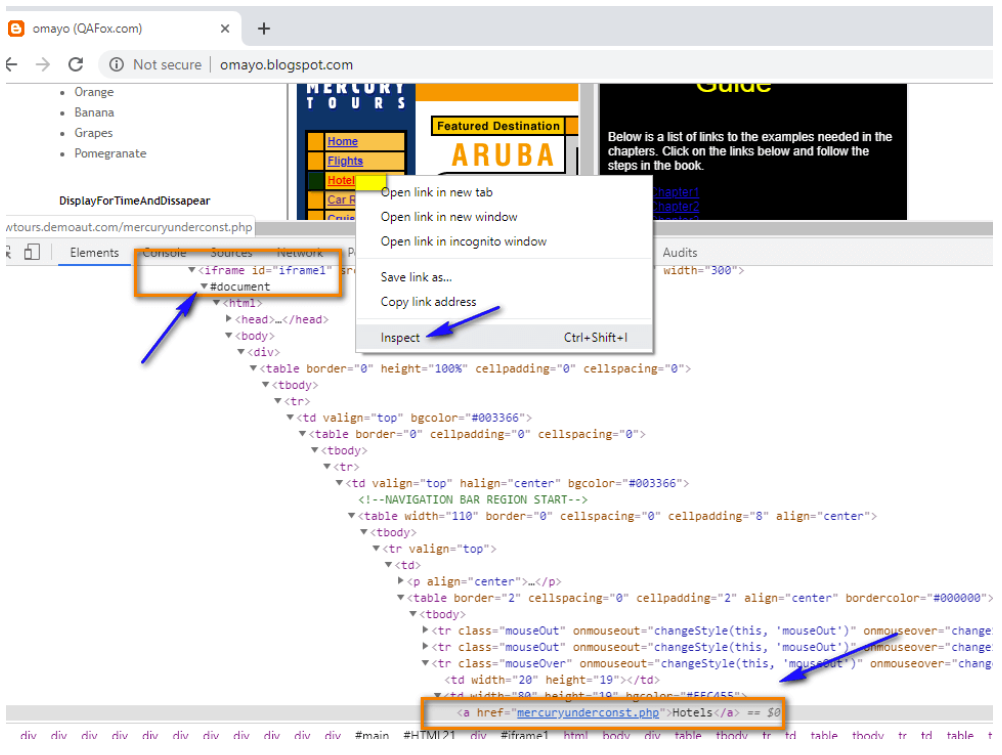 omayo (QAFox.com)
Not secure | omayo.blogspot.com
Orange
Banana
Grapes
Pomegranate
DisplayForTimeAndDissapear
MERCURY
TOURS
Home
Flights
Hotel
Car R
Cruis
Featured Destination
ARUBA
Guide
Below is a list of links to the examples needed in the
chapters. Click on the links below and follow the
steps in the book.
Chapter1
Chapter2
Open link in new tab
Open link in new window
Open link in incognito window
Save link as...
Copy link address
Inspect Ctrl+Shift+I
wtours.demoaut.com/mercuryunderconst.php
Elements Console Sources Network Audits
<iframe id="iframe1" width="300">
#document
<html>
<head>…</head>
<body>
<div>
<table border="0" height="100%" cellpadding="0" cellspacing="0">
<tbody>
<tr>
<td valign="top" bgcolor="#003366">
<table border="0" cellpadding="0" cellspacing="0">
<tbody>
<tr>
<td valign="top" halign="center" bgcolor="#003366">
<!--NAVIGATION BAR REGION START-->
<table width="110" border="0" cellspacing="0" cellpadding="8" align="center">
<tbody>
<tr valign="top">
<td>
<p align="center">…</p>
<table border="2" cellspacing="0" cellpadding="2" align="center" bordercolor="#000000">
<tbody>
<tr class="mouseOut" onmouseout="changeStyle(this, 'mouseOut')" onmouseover="change
<tr class="mouseOut" onmouseout="changeStyle(this, 'mouseOut')" onmouseover="change
<tr class="mouseOver" onmouseout="changeStyle(this, 'mouseOut')" onmouseover="change
<td width="20" height="19"></td>
<td width="80" height="19" bgcolor="#FFC455">
<a href="mercuryunderconst.php">Hotels</a> == $0
div div div div div div div div div div div #main #HTML21 div #iframe1 html body div table tbody tr td table tbody tr td table